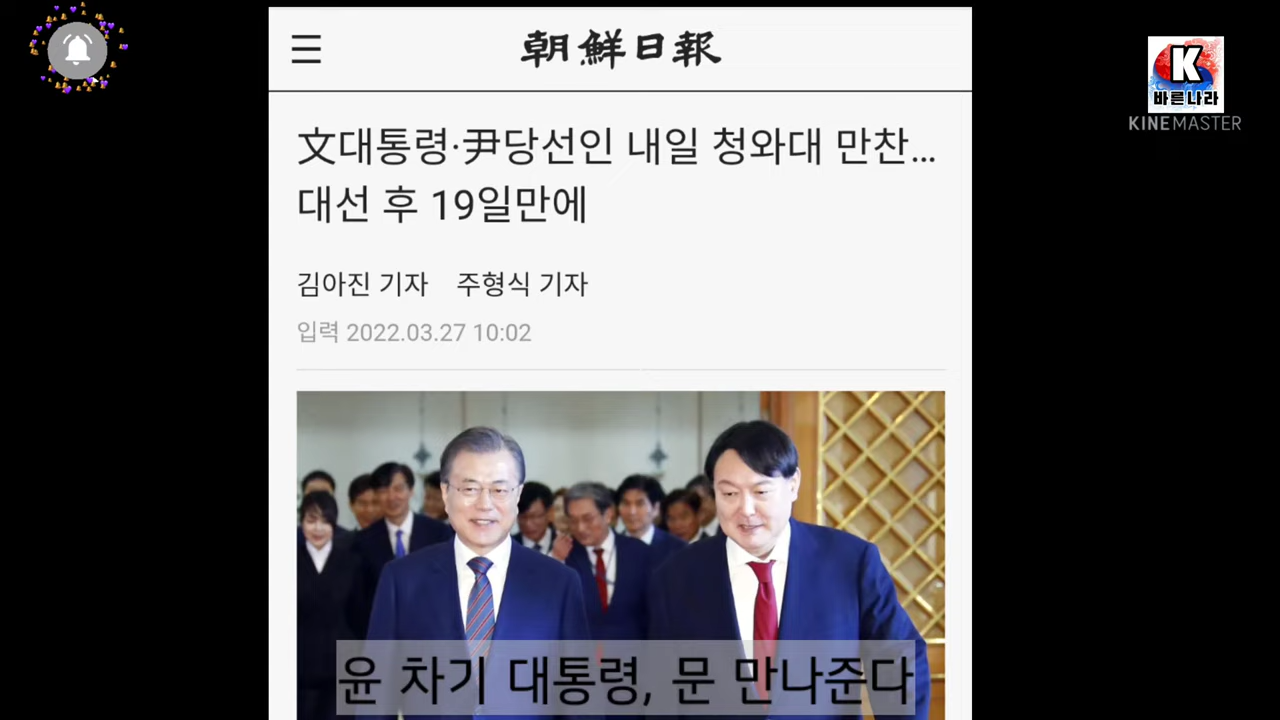 朝鮮日報
K
바른나라
KINEMASTER
文대통령·尹당선인 내일 청와대 만찬...
대선 후 19일만에
김아진 기자 주형식 기자
입력 2022.03.27 10:02
윤 차기 대통령, 문 만나준다